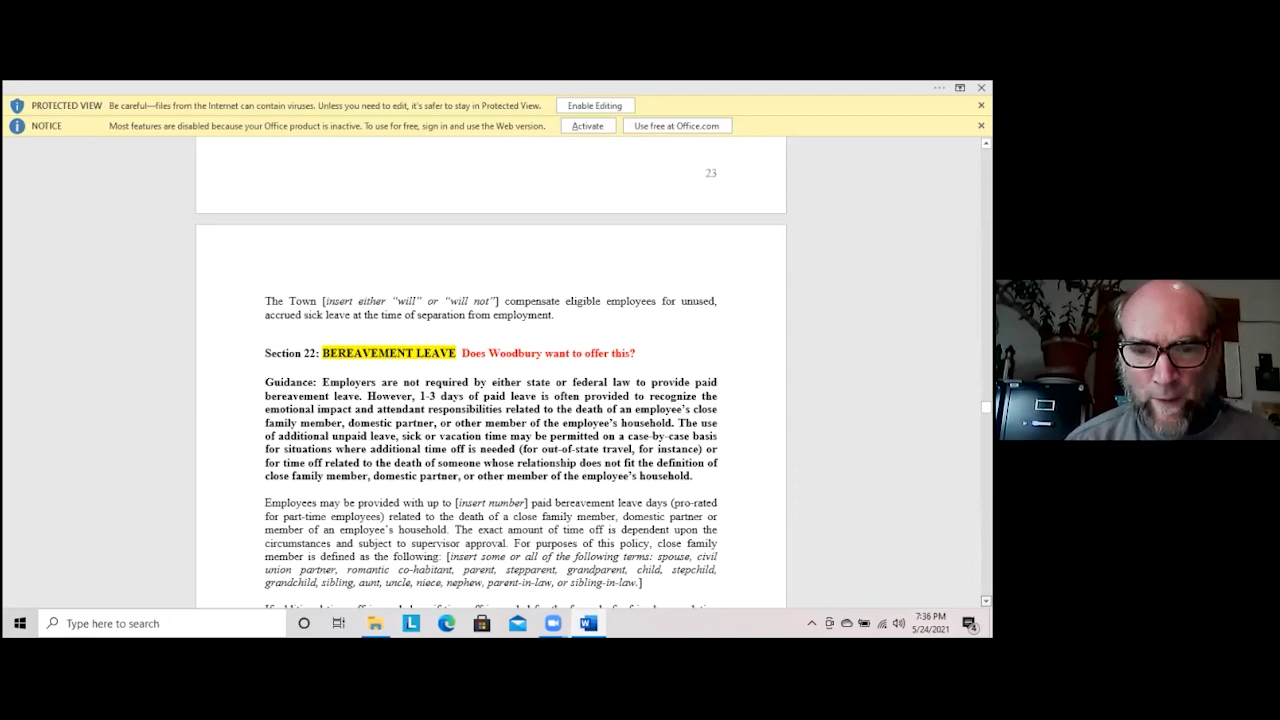 PROTECTED VIEW Be careful—files from the Internet can contain viruses. Unless you need to edit, it's safer to stay in Protected View. Enable Editing
NOTICE Most features are disabled because your Office product is inactive. To use for free, sign in and use the Web version. Activate Use free at Office.com
23
The Town [insert either “will” or “will not”] compensate eligible employees for unused,
accrued sick leave at the time of separation from employment.
Section 22: BEREAVEMENT LEAVE Does Woodbury want to offer this?
Guidance: Employers are not required by either state or federal law to provide paid
bereavement leave. However, 1-3 days of paid leave is often provided to recognize the
emotional impact and attendant responsibilities related to the death of an employee’s close
family member, domestic partner, or other member of the employee’s household. The use
of additional unpaid leave, sick or vacation time may be permitted on a case-by-case basis
for situations where additional time off is needed (for out-of-state travel, for instance) or
for time off related to the death of someone whose relationship does not fit the definition of
close family member, domestic partner, or other member of the employee’s household.
Employees may be provided with up to [insert number] paid bereavement leave days (pro-rated
for part-time employees) related to the death of a close family member, domestic partner or
member of an employee’s household. The exact amount of time off is dependent upon the
circumstances and subject to supervisor approval. For purposes of this policy, close family
member is defined as the following: [insert some or all of the following terms: spouse, civil
union partner, romantic co-habitant, parent, stepparent, grandparent, child, stepchild,
grandchild, sibling, aunt, uncle, niece, nephew, parent-in-law, or sibling-in-law.]
Type here to search
7:36 PM
5/24/2021
4